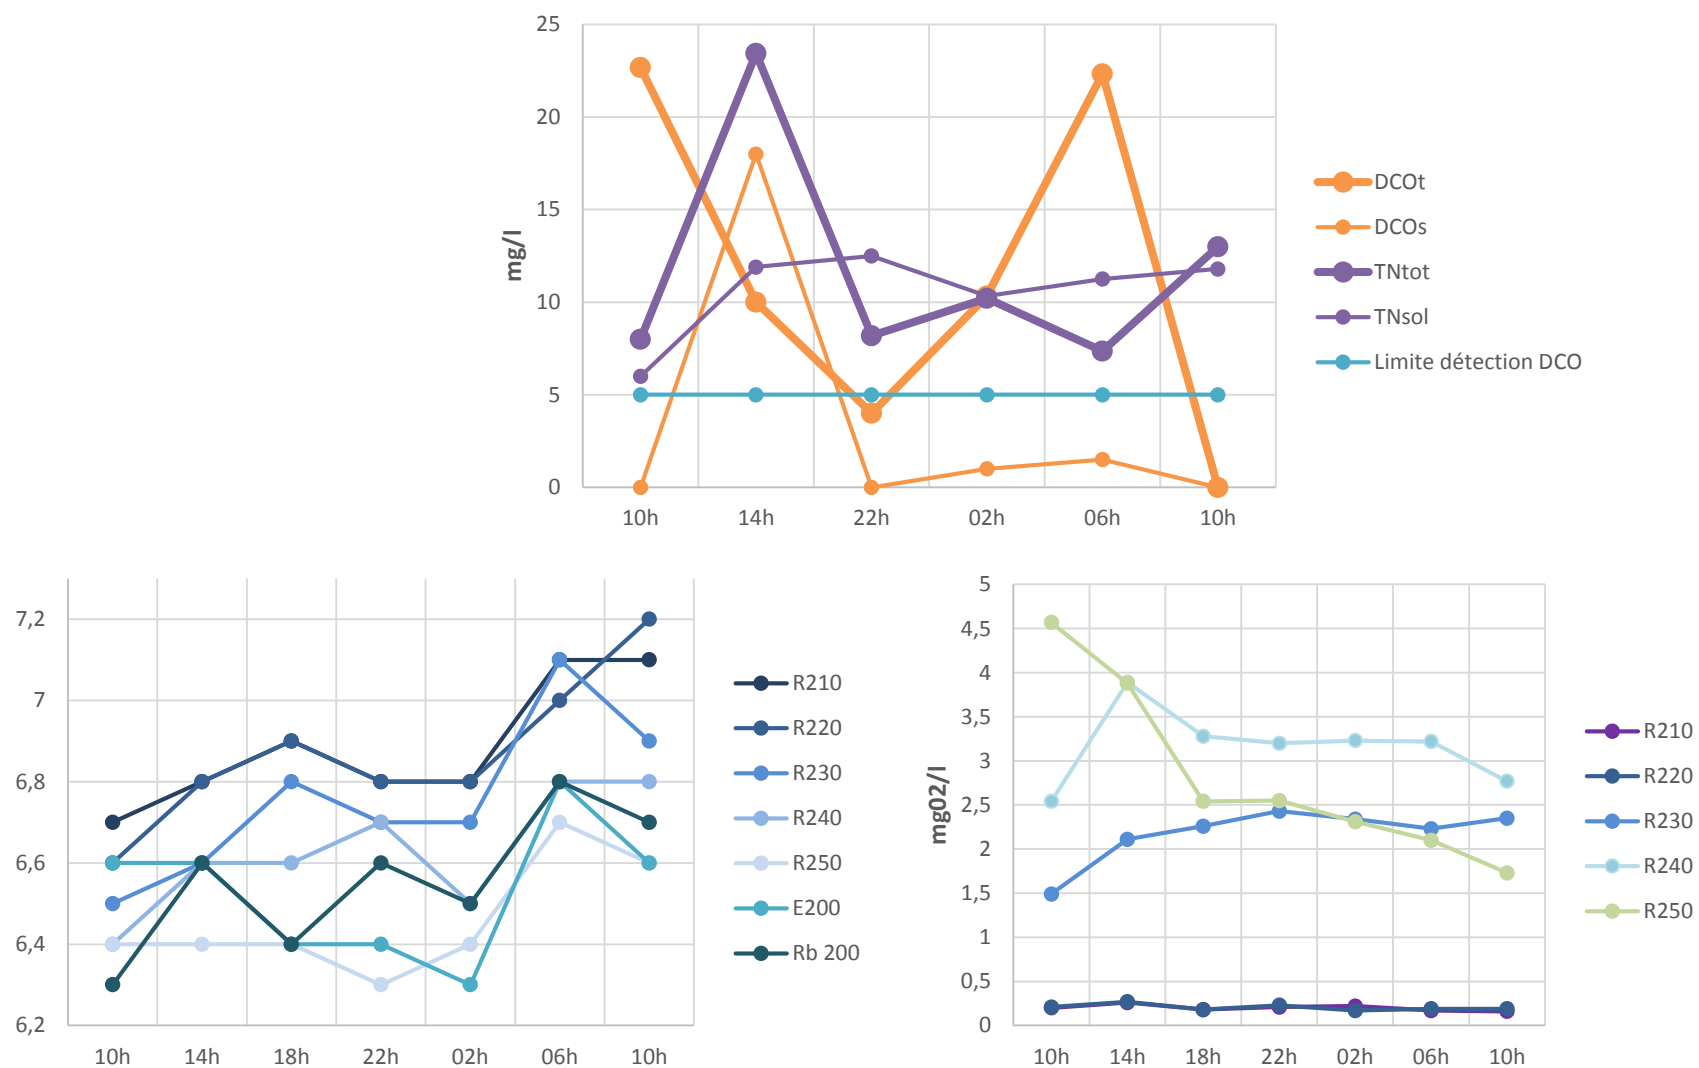 25
20
15
10
5
0
mg/l
10h 14h 22h 02h 06h 10h
DCOt
DCOs
TNtot
TNsol
Limite détection DCO
7,2
7
6,8
6,6
6,4
6,2
10h 14h 18h 22h 02h 06h 10h
R210
R220
R230
R240
R250
E200
Rb 200
5
4,5
4
3,5
3
2,5
2
1,5
1
0,5
0
mg02/l
10h 14h 18h 22h 02h 06h 10h
R210
R220
R230
R240
R250